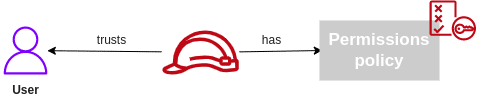 trusts
has
Permissions
policy
User